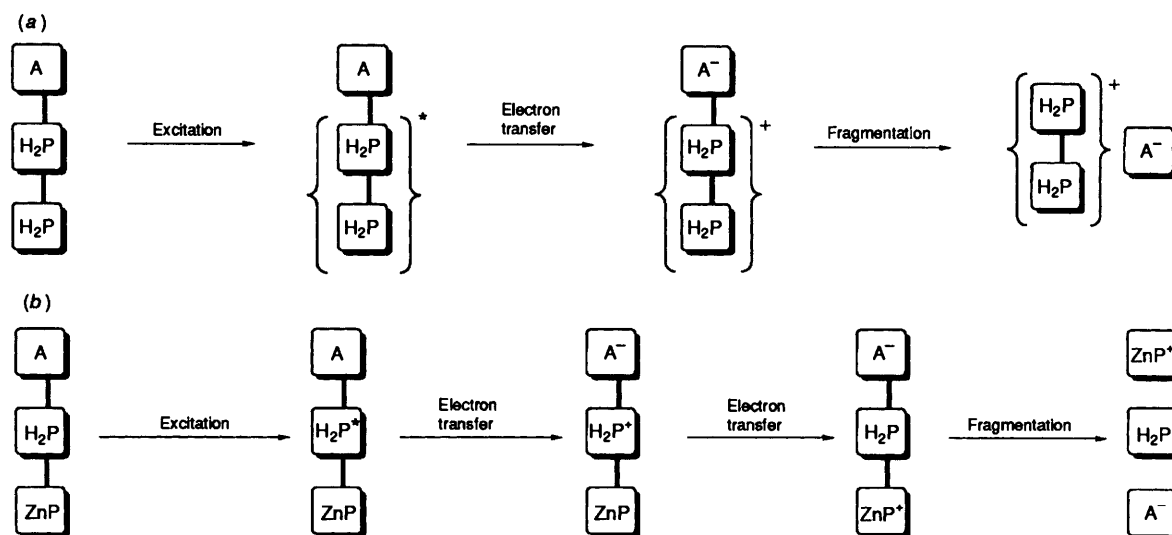 (a)
A
H₂P
H₂P
Excitation
A
H₂P
H₂P
*
Electron
transfer
A⁻
H₂P
H₂P
+
Fragmentation
H₂P
H₂P
+
A⁻
(b)
A
H₂P
ZnP
Excitation
A
H₂P*
ZnP
Electron
transfer
A⁻
H₂P⁺
ZnP
Electron
transfer
A⁻
H₂P
ZnP⁺
Fragmentation
ZnP⁺
H₂P
A⁻